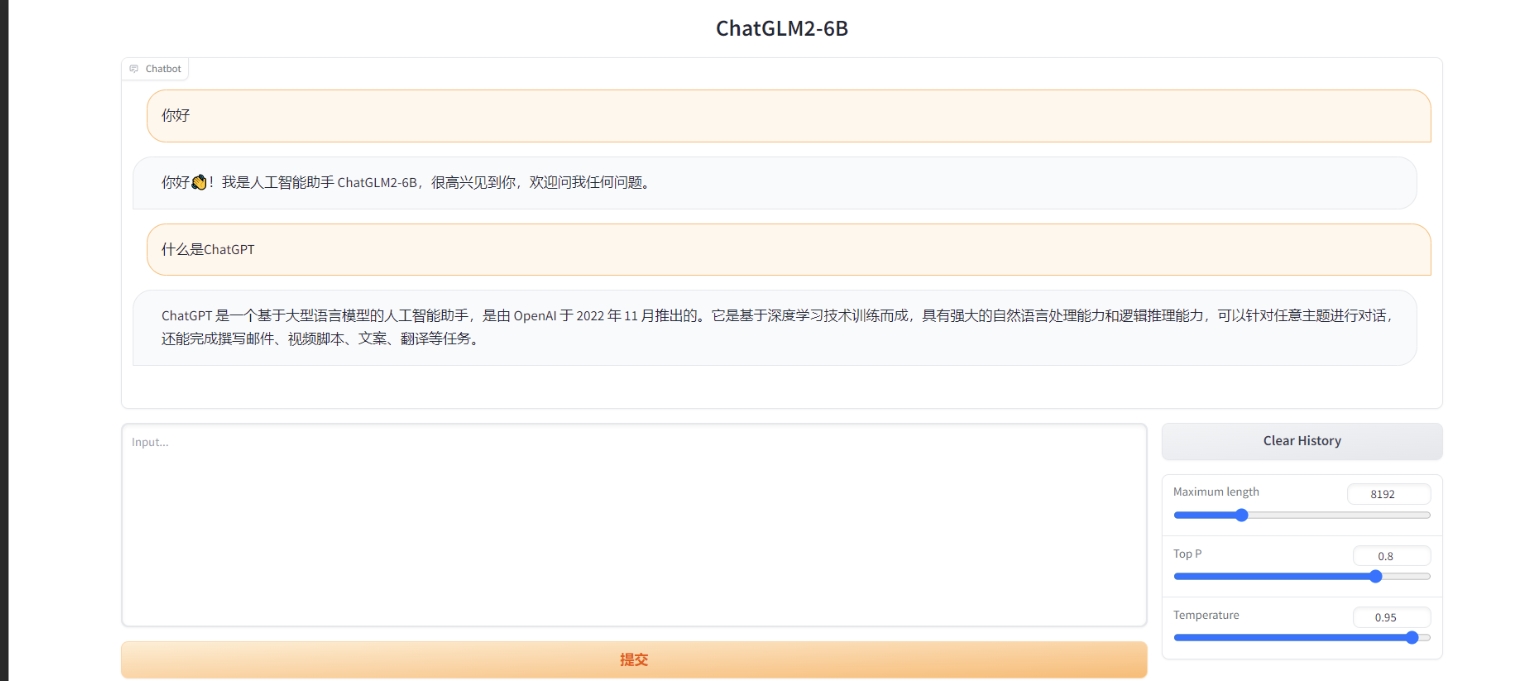 ChatGLM2-6B
Chatbot
你好
你好👏！我是人工智能助手 ChatGLM2-6B，很高兴见到你，欢迎问我任何问题。
什么是ChatGPT
ChatGPT 是一个基于大型语言模型的人工智能助手，是由 OpenAI 于 2022 年 11 月推出的。它是基于深度学习技术训练而成，具有强大的自然语言处理能力和逻辑推理能力，可以针对任意主题进行对话，
还能完成撰写邮件、视频脚本、文案、翻译等任务。
Input...
Clear History
Maximum length
8192
Top P
0.8
Temperature
0.95
提交